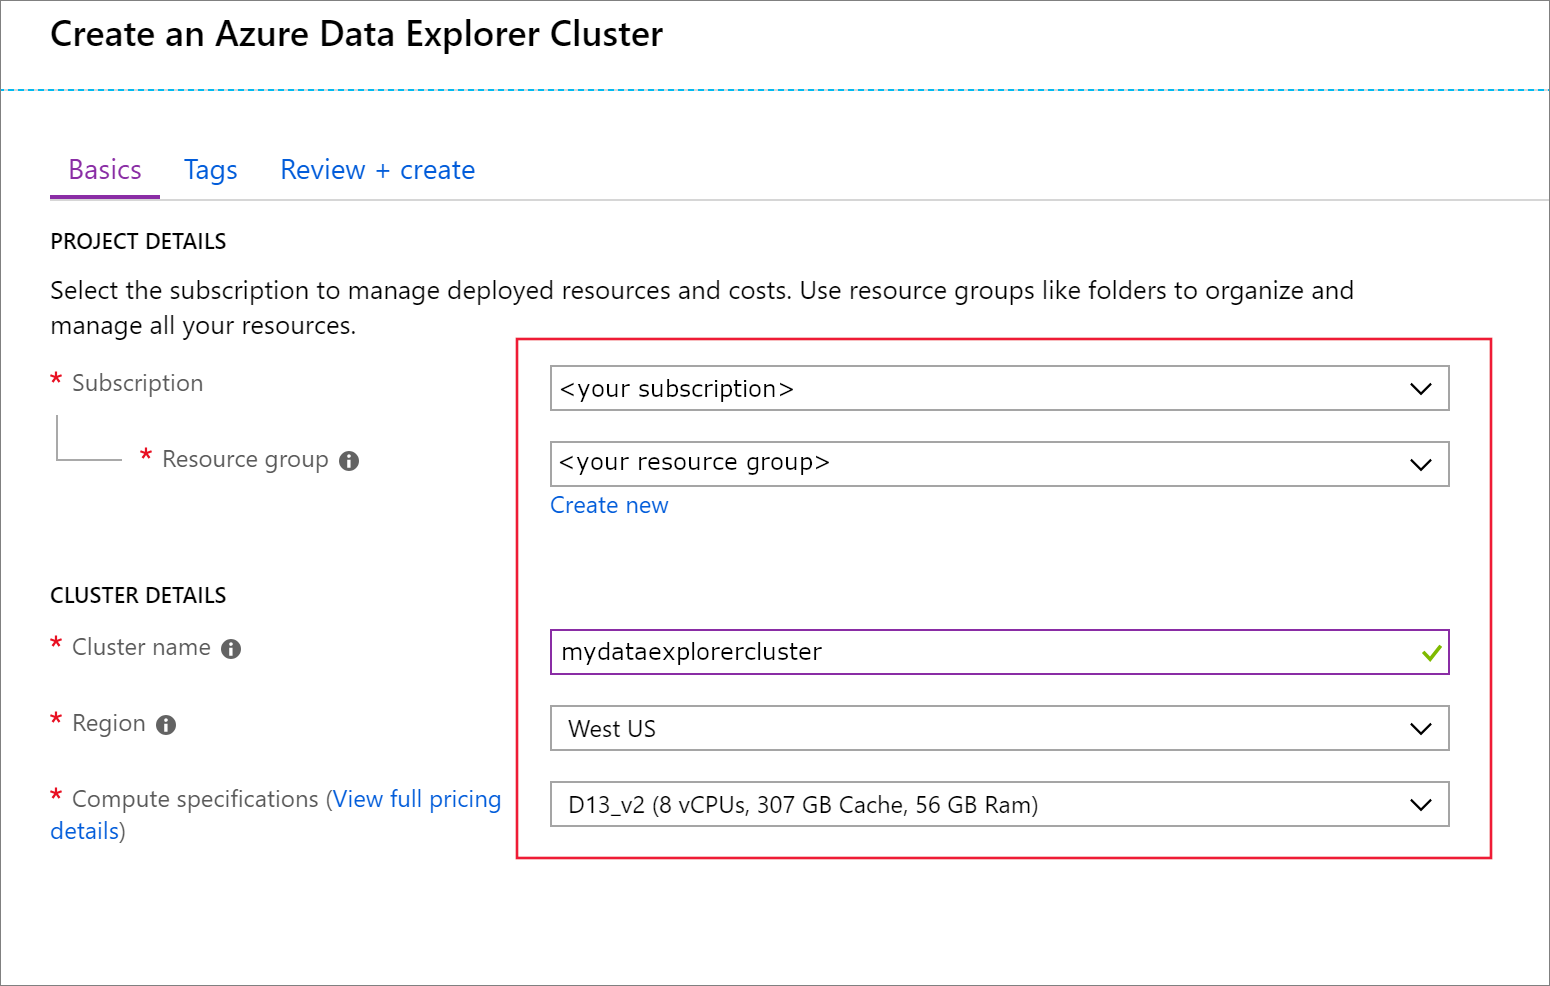 Create an Azure Data Explorer Cluster
Basics Tags Review + create
PROJECT DETAILS
Select the subscription to manage deployed resources and costs. Use resource groups like folders to organize and
manage all your resources.
* Subscription <your subscription>
* Resource group <your resource group>
Create new
CLUSTER DETAILS
* Cluster name mydataexplorercluster
* Region West US
* Compute specifications (View full pricing D13_v2 (8 vCPUs, 307 GB Cache, 56 GB Ram)
details)